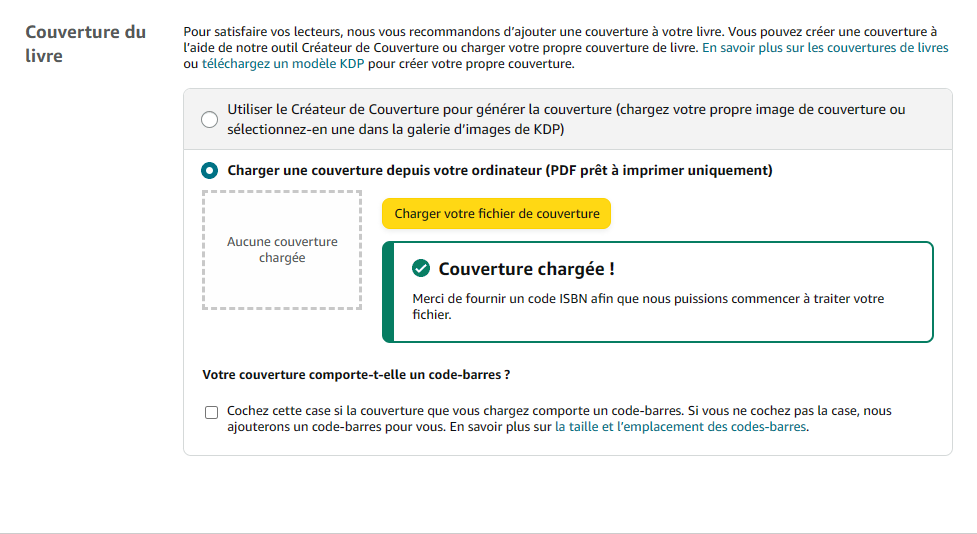 Couverture du
livre
Pour satisfaire vos lecteurs, nous vous recommandons d’ajouter une couverture à votre livre. Vous pouvez créer une couverture à
l’aide de notre outil Créateur de Couverture ou charger votre propre couverture de livre. En savoir plus sur les couvertures de livres
ou téléchargez un modèle KDP pour créer votre propre couverture.
Utiliser le Créateur de Couverture pour générer la couverture (chargez votre propre image de couverture ou
sélectionnez-en une dans la galerie d’images de KDP)
Charger une couverture depuis votre ordinateur (PDF prêt à imprimer uniquement)
Aucune couverture
chargée
Charger votre fichier de couverture
Couverture chargée !
Merci de fournir un code ISBN afin que nous puissions commencer à traiter votre
fichier.
Votre couverture comporte-t-elle un code-barres ?
Cochez cette case si la couverture que vous chargez comporte un code-barres. Si vous ne cochez pas la case, nous
ajouterons un code-barres pour vous. En savoir plus sur la taille et l’emplacement des codes-barres.